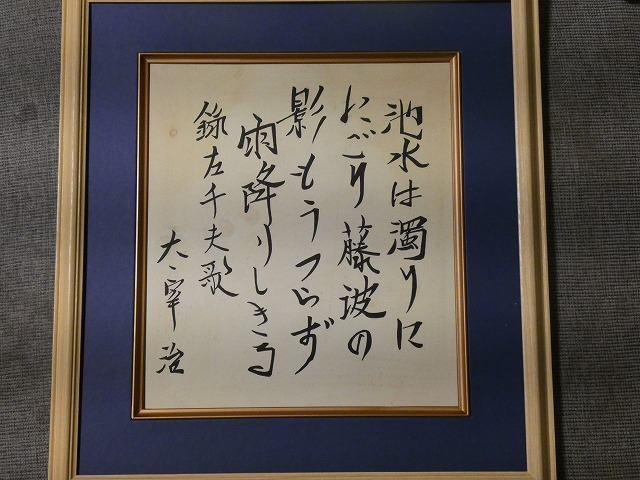 池水は濁りに
にごり藤波の
影もうつらず
雨降りしきる
録左千夫歌
太宰治